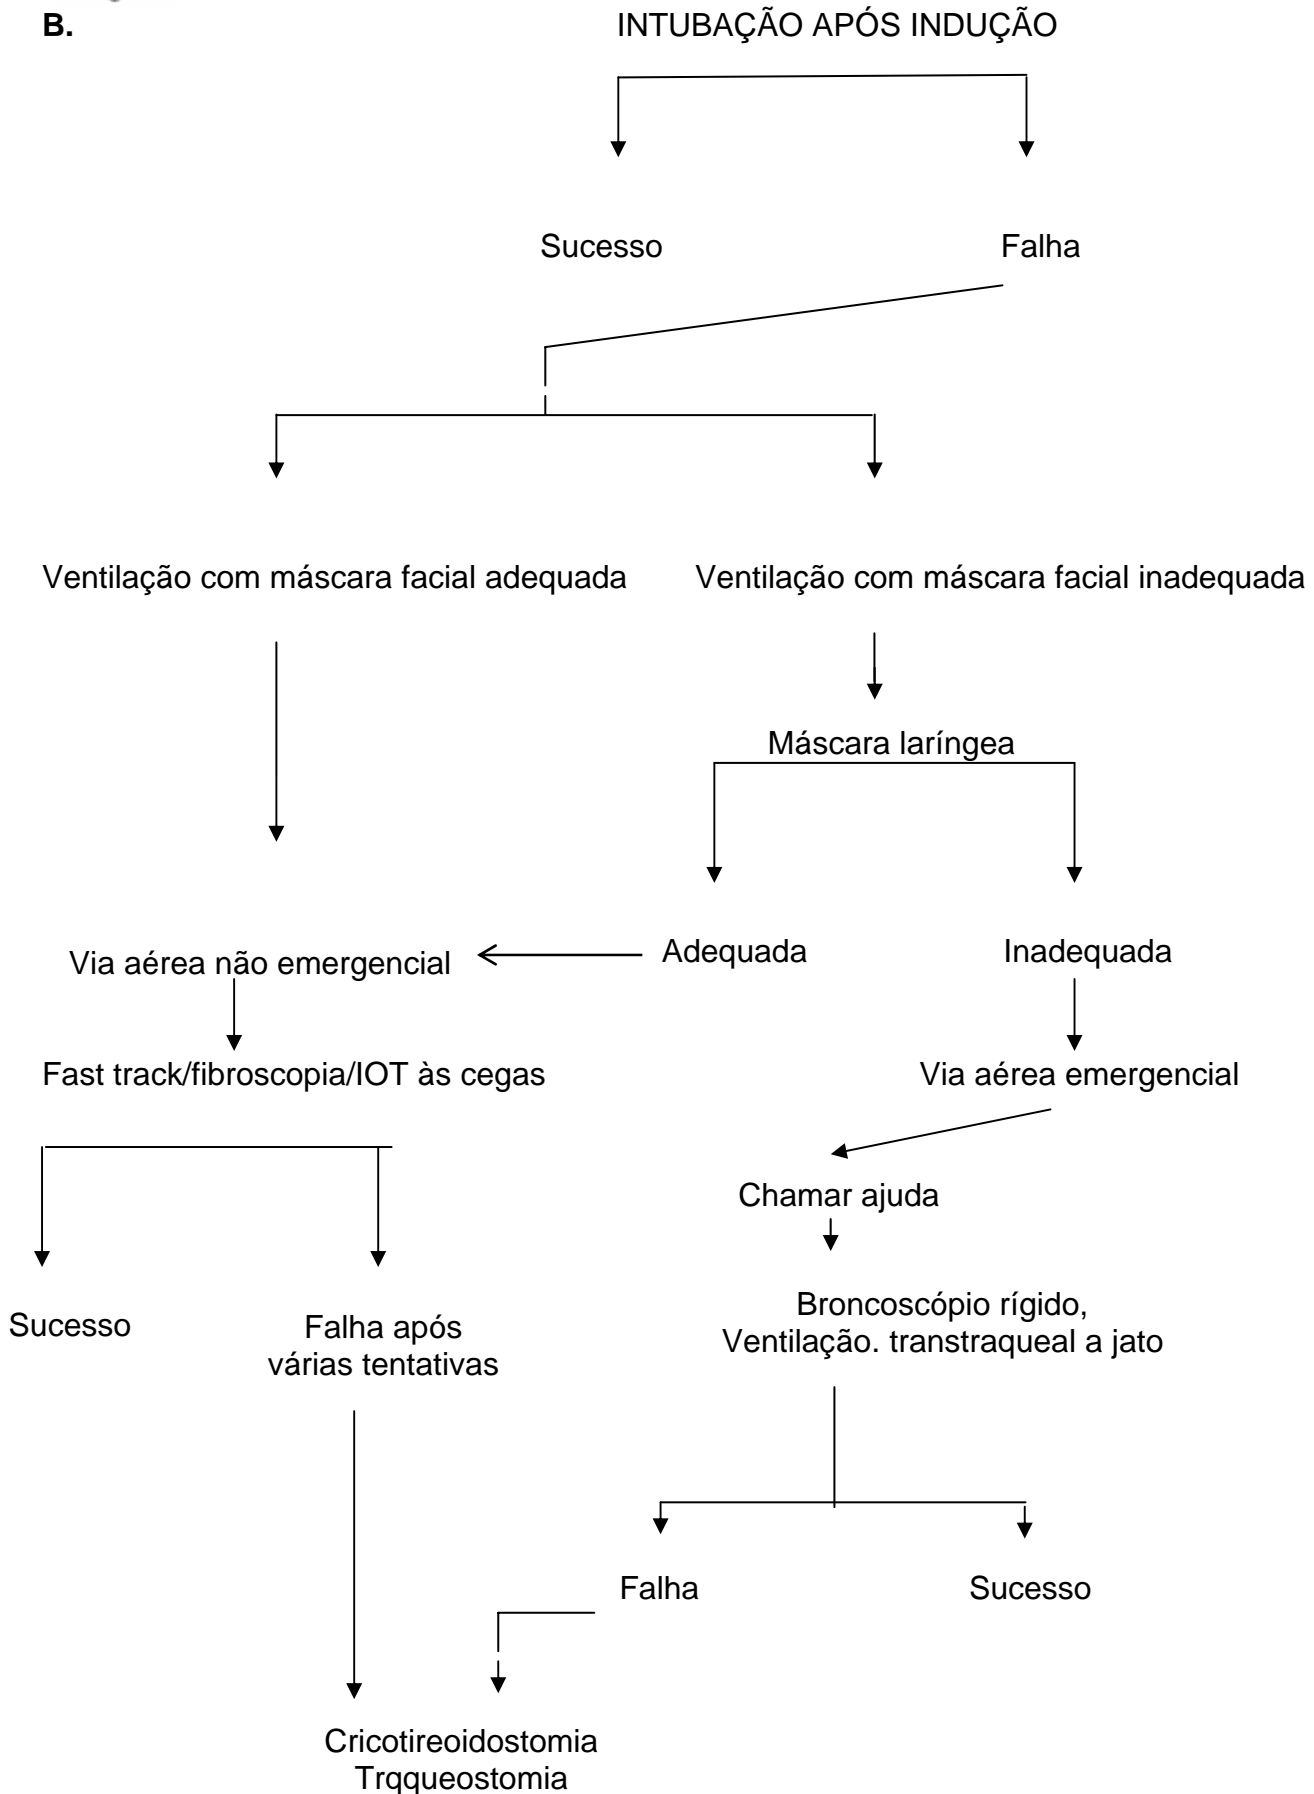 B.
INTUBAÇÃO APÓS INDUÇÃO
Sucesso
Falha
Ventilação com máscara facial adequada
Ventilação com máscara facial inadequada
Máscara laríngea
Adequada
Inadequada
Via aérea não emergencial
Fast track/fibroscopia/IOT às cegas
Via aérea emergencial
Chamar ajuda
Broncoscópio rígido,
Ventilação. transtraqueal a jato
Sucesso
Falha após
várias tentativas
Falha
Sucesso
Cricotireoidostomia
Trqqueostomia